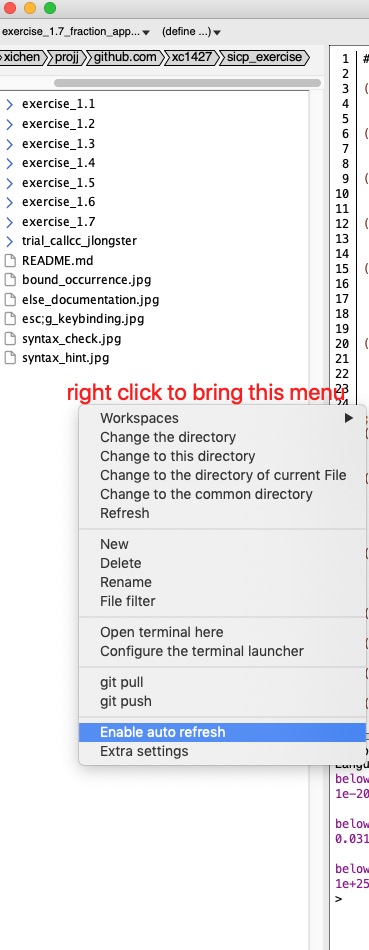 exercise_1.7_fraction_app... (define ...)
xichen projj github.com xc1427 sicp_exercise
exercise_1.1
exercise_1.2
exercise_1.3
exercise_1.4
exercise_1.5
exercise_1.6
exercise_1.7
trial_callcc_jlongster
README.md
bound_occurrence.jpg
else_documentation.jpg
esc;g_keybinding.jpg
syntax_check.jpg
syntax_hint.jpg
1 #
2
3 (
4
5
6 (
7
8
9 (
10
11
12 (
13
14
15 (
16
17
18
19
20 (
21
22
23
24
right click to bring this menu
Workspaces
Change the directory
Change to this directory
Change to the directory of current File
Change to the common directory
Refresh
New
Delete
Rename
File filter
Open terminal here
Configure the terminal launcher
git pull
git push
Enable auto refresh
Extra settings
below
1e-20
below
0.031
below
1e+25
>